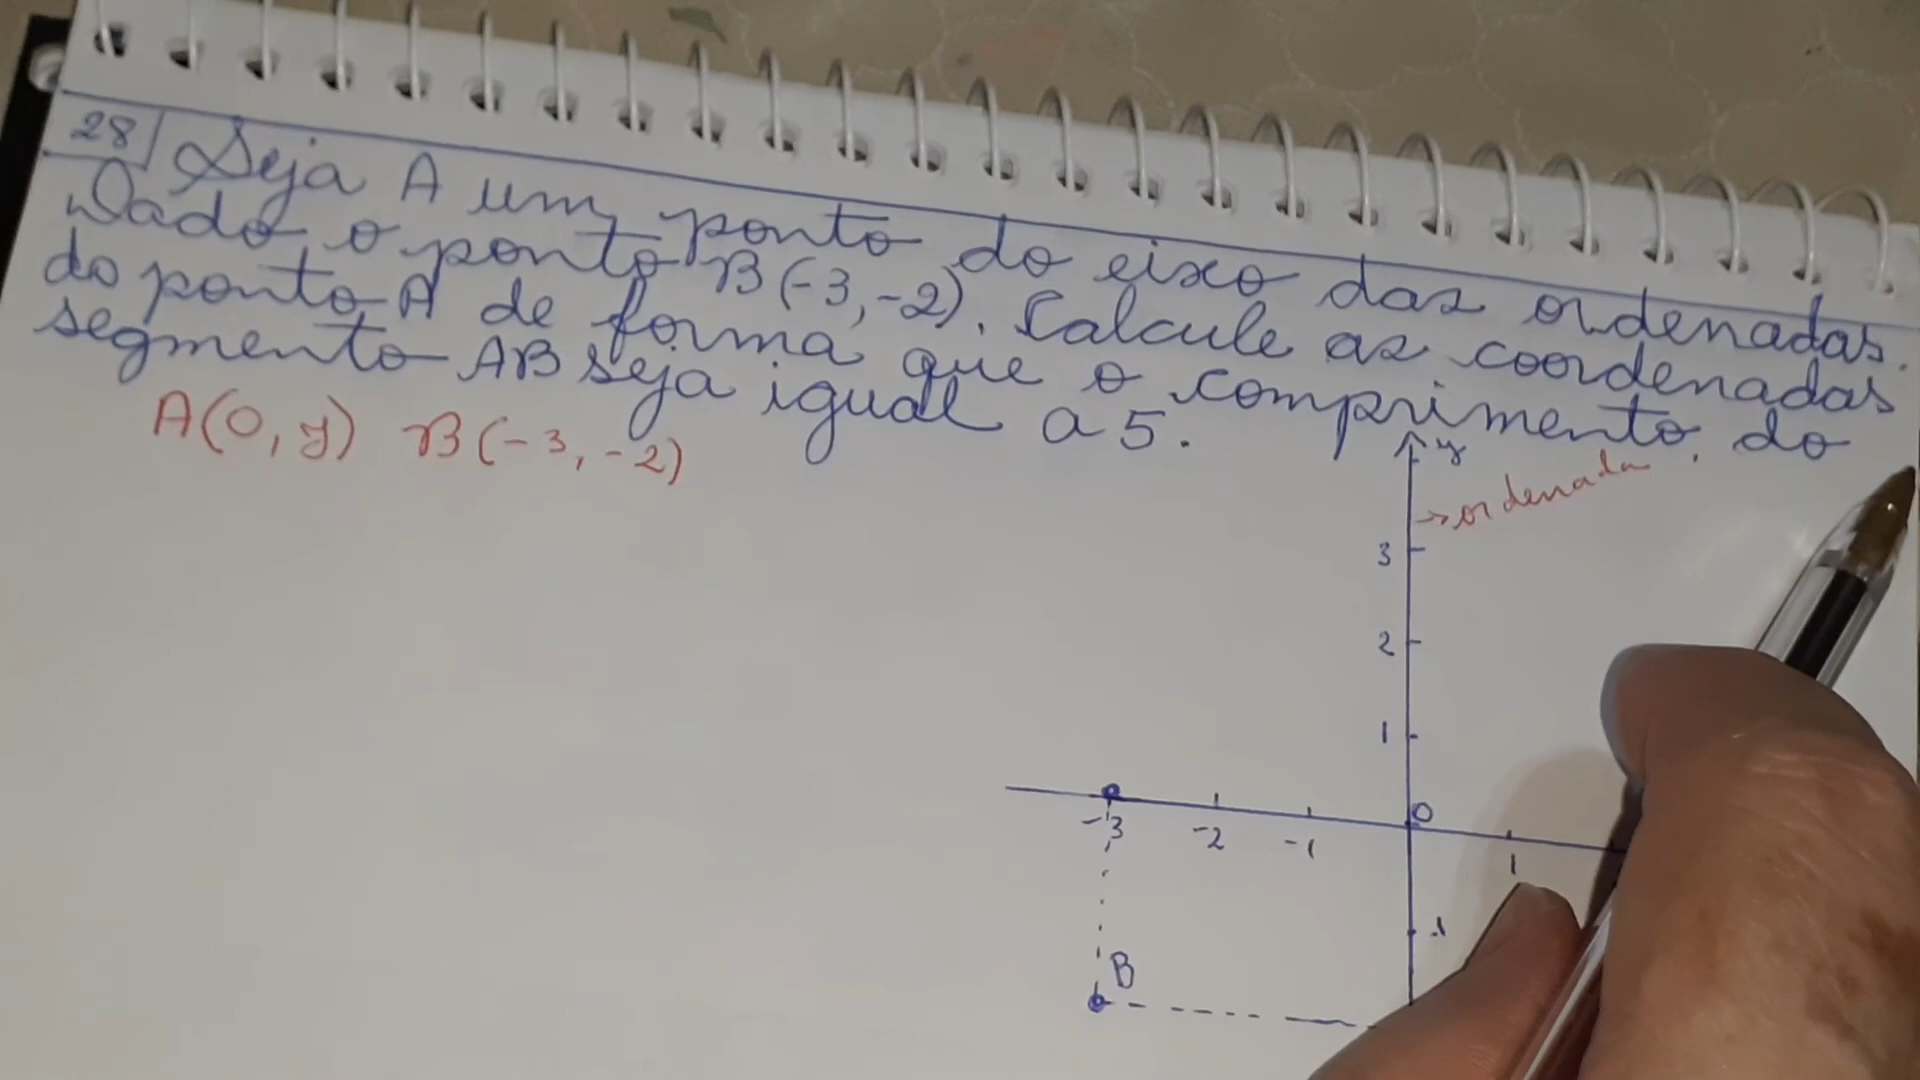 28 Seja A um ponto do eixo das ordenadas.
Dado o ponto B(-3,-2). Calcule as coordenadas
do ponto A de forma que o comprimento do
segmento AB seja igual a 5.
A(0,y) B(-3,-2)
y
→ordenada
3
2
1
0
-3 -2 -1 1
-1
B